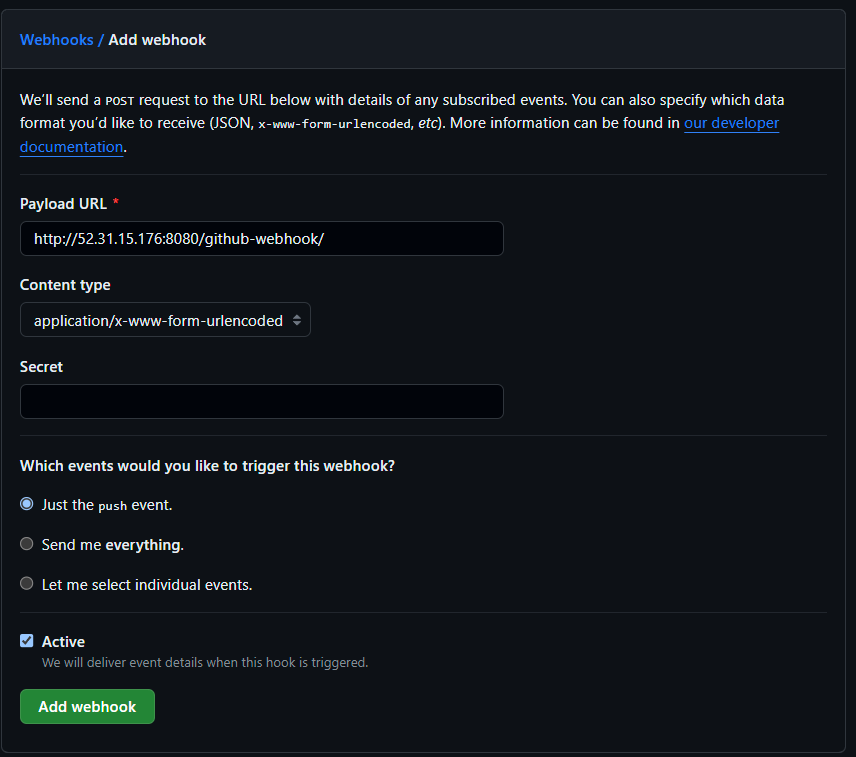 Webhooks / Add webhook
We'll send a POST request to the URL below with details of any subscribed events. You can also specify which data
format you'd like to receive (JSON, x-www-form-urlencoded, etc). More information can be found in our developer
documentation.
Payload URL *
http://52.31.15.176:8080/github-webhook/
Content type
application/x-www-form-urlencoded
Secret
Which events would you like to trigger this webhook?
Just the push event.
Send me everything.
Let me select individual events.
Active
We will deliver event details when this hook is triggered.
Add webhook